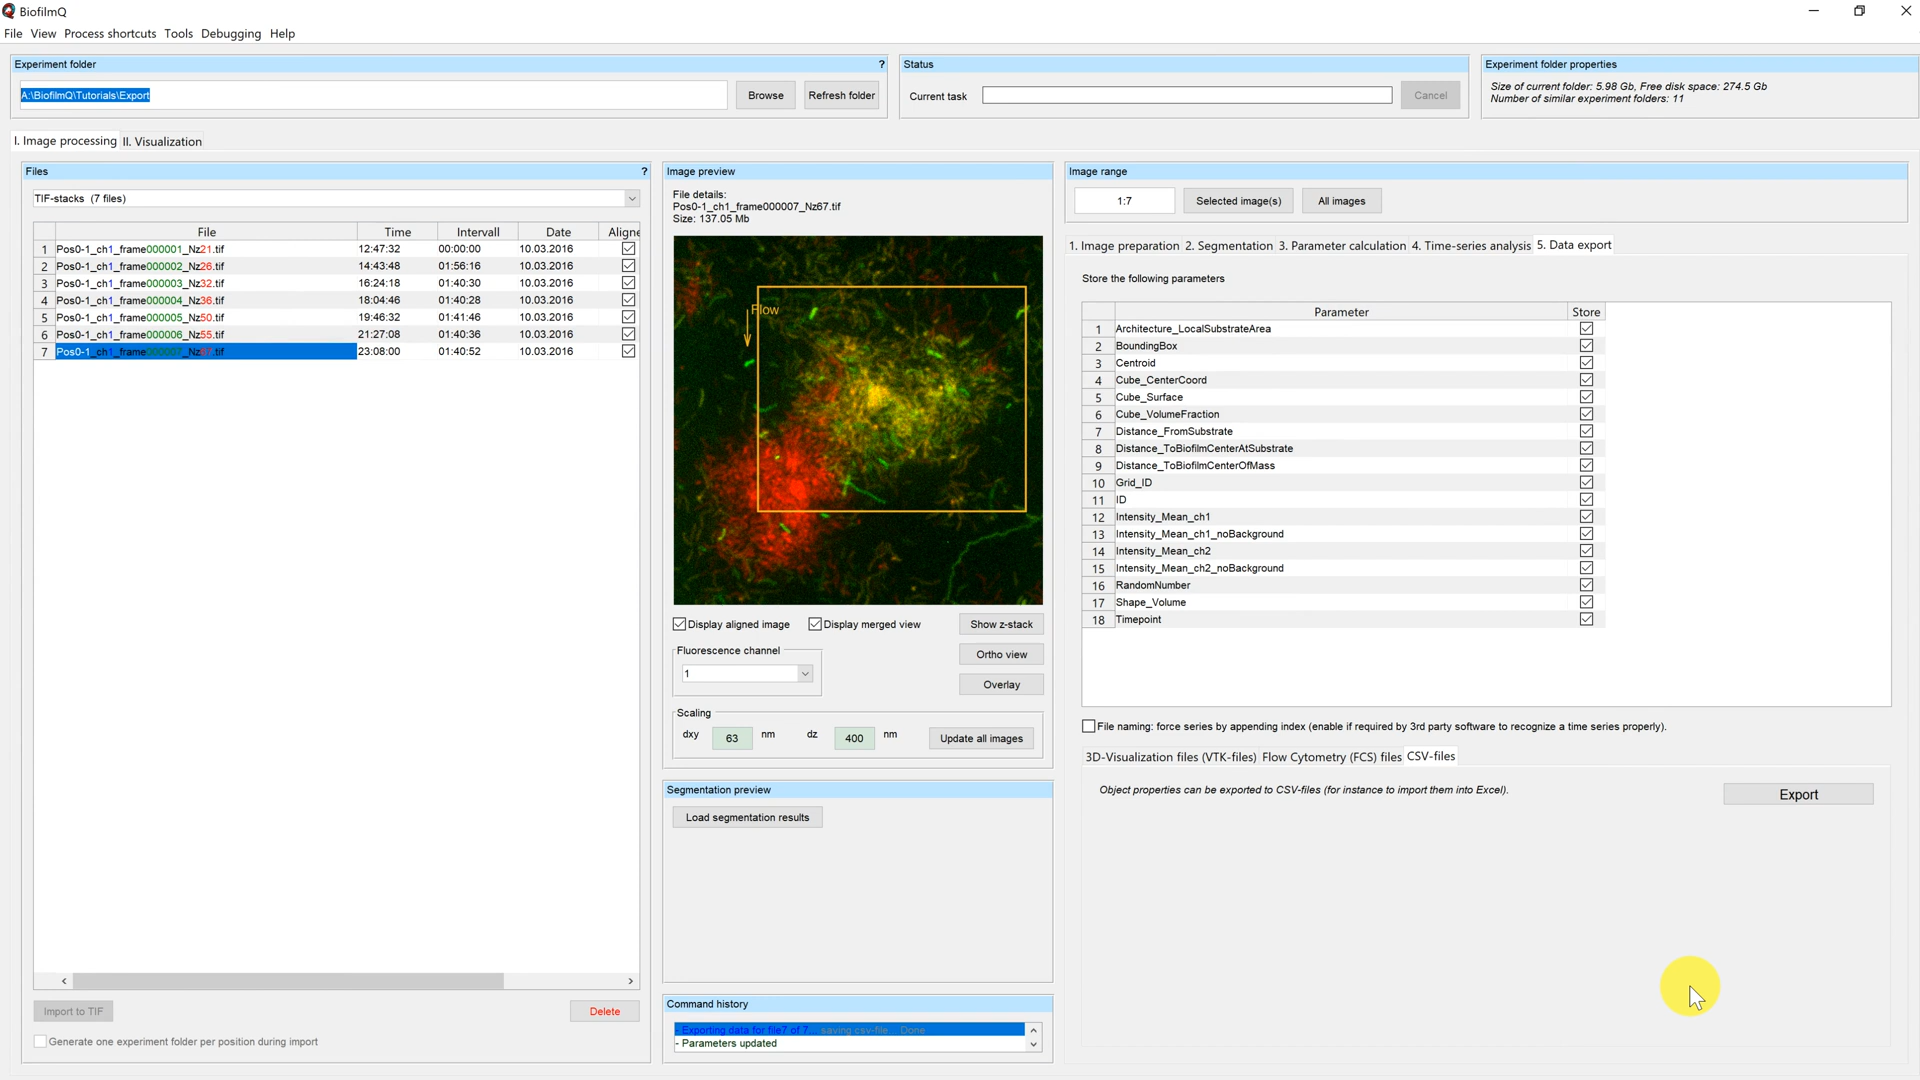 BiofilmQ
File View Process shortcuts Tools Debugging Help
Experiment folder ?
A:\BiofilmQ\Tutorials\Export
Browse
Refresh folder
Status
Current task
Cancel
Experiment folder properties
Size of current folder: 5.98 Gb, Free disk space: 274.5 Gb
Number of similar experiment folders: 11
I. Image processing II. Visualization
Files ?
TIF-stacks (7 files)
File Time Intervall Date Aligne
1 Pos0-1_ch1_frame000001_Nz21.tif 12:47:32 00:00:00 10.03.2016
2 Pos0-1_ch1_frame000002_Nz26.tif 14:43:48 01:56:16 10.03.2016
3 Pos0-1_ch1_frame000003_Nz32.tif 16:24:18 01:40:30 10.03.2016
4 Pos0-1_ch1_frame000004_Nz36.tif 18:04:46 01:40:28 10.03.2016
5 Pos0-1_ch1_frame000005_Nz50.tif 19:46:32 01:41:46 10.03.2016
6 Pos0-1_ch1_frame000006_Nz55.tif 21:27:08 01:40:36 10.03.2016
7 Pos0-1_ch1_frame000007_Nz67.tif 23:08:00 01:40:52 10.03.2016
Import to TIF
Delete
Generate one experiment folder per position during import
Image preview
File details:
Pos0-1_ch1_frame000007_Nz67.tif
Size: 137.05 Mb
Flow
Display aligned image
Display merged view
Show z-stack
Fluorescence channel
1
Ortho view
Overlay
Scaling
dxy 63 nm dz 400 nm
Update all images
Segmentation preview
Load segmentation results
Command history
- Exporting data for file7 of 7... saving csv-file Done
- Parameters updated
Image range
1:7
Selected image(s)
All images
1. Image preparation 2. Segmentation 3. Parameter calculation 4. Time-series analysis 5. Data export
Store the following parameters
Parameter Store
1 Architecture_LocalSubstrateArea
2 BoundingBox
3 Centroid
4 Cube_CenterCoord
5 Cube_Surface
6 Cube_VolumeFraction
7 Distance_FromSubstrate
8 Distance_ToBiofilmCenterAtSubstrate
9 Distance_ToBiofilmCenterOfMass
10 Grid_ID
11 ID
12 Intensity_Mean_ch1
13 Intensity_Mean_ch1_noBackground
14 Intensity_Mean_ch2
15 Intensity_Mean_ch2_noBackground
16 RandomNumber
17 Shape_Volume
18 Timepoint
File naming: force series by appending index (enable if required by 3rd party software to recognize a time series properly).
3D-Visualization files (VTK-files) Flow Cytometry (FCS) files CSV-files
Object properties can be exported to CSV-files (for instance to import them into Excel).
Export